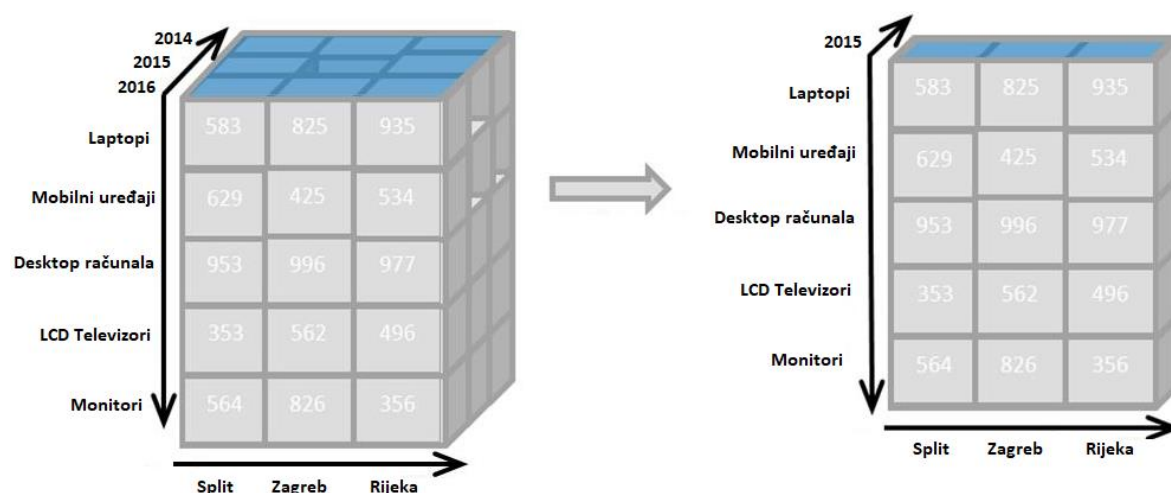 2014
2015
2016
Laptopi 583 825 935
Mobilni uređaji 629 425 534
Desktop računala 953 996 977
LCD Televizori 353 562 496
Monitori 564 826 356
Split Zagreb Rijeka
2015
Laptopi 583 825 935
Mobilni uređaji 629 425 534
Desktop računala 953 996 977
LCD Televizori 353 562 496
Monitori 564 826 356
Split Zagreb Rijeka